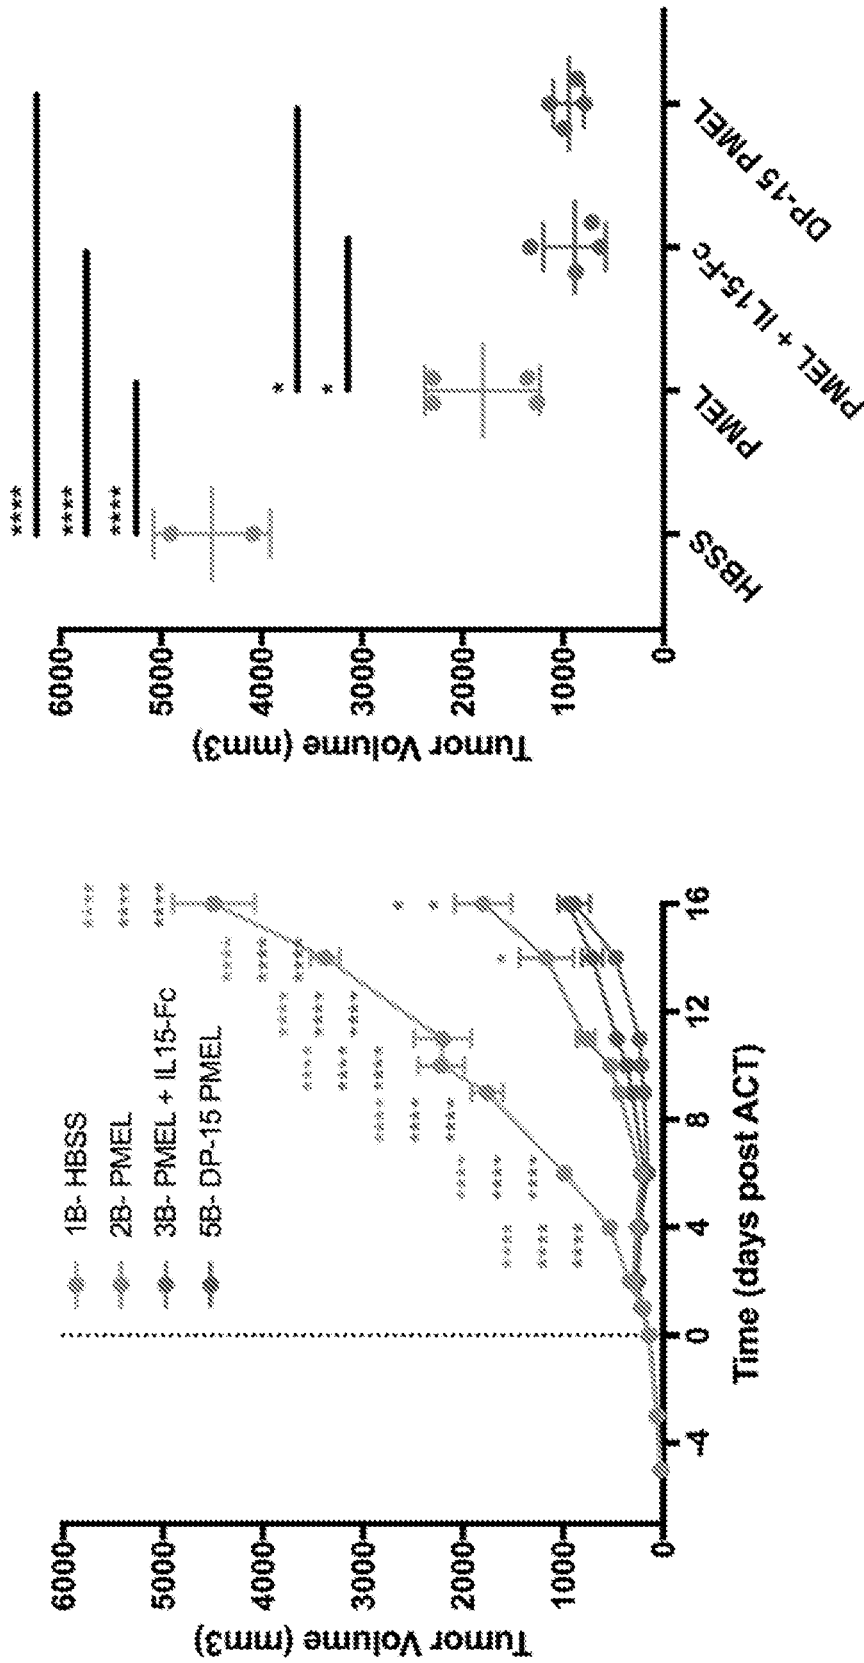 6000
5000
4000
3000
2000
1000
0
Tumor Volume (mm3)
-4
0
4
8
12
16
Time (days post ACT)
1B- HBSS
2B- PMEL
3B- PMEL + IL15-Fc
5B- DP-15 PMEL
**** **** ****
**** **** ****
**** **** ****
**** **** ****
**** **** ****
**** **** ****
*
**** **** ****
* *
6000
5000
4000
3000
2000
1000
0
Tumor Volume (mm3)
****
****
****
*
*
HBSS
PMEL
PMEL + IL15-Fc
DP-15 PMEL